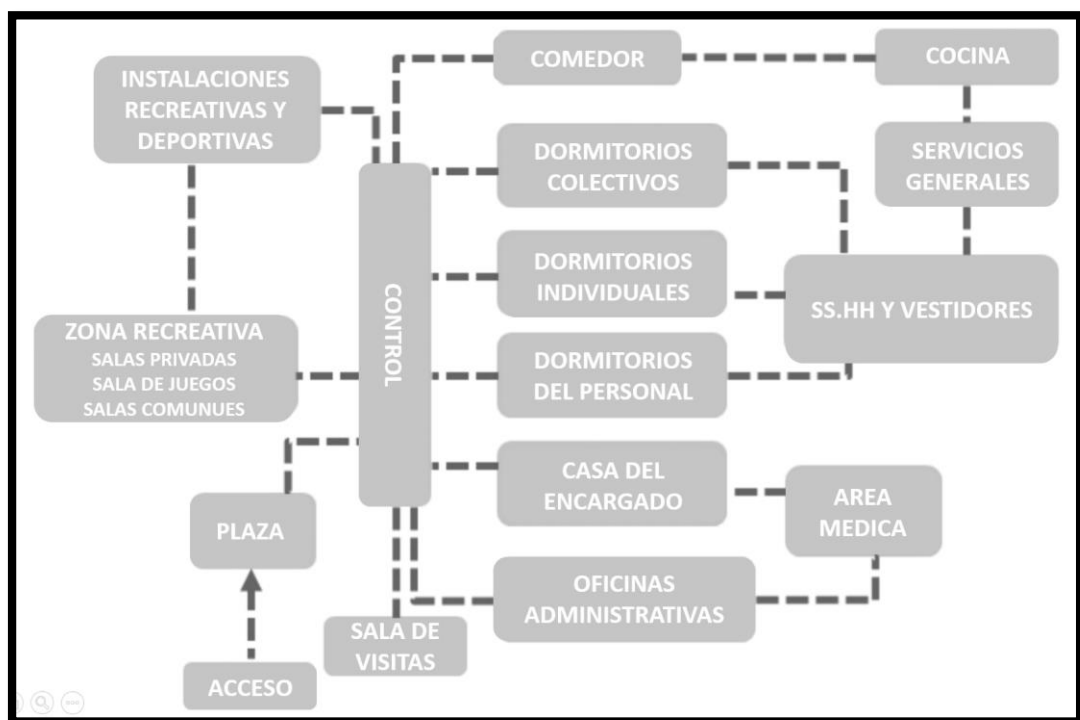 INSTALACIONES
RECREATIVAS Y
DEPORTIVAS
COMEDOR
COCINA
DORMITORIOS
COLECTIVOS
SERVICIOS
GENERALES
CONTROL
DORMITORIOS
INDIVIDUALES
SS.HH Y VESTIDORES
ZONA RECREATIVA
SALAS PRIVADAS
SALA DE JUEGOS
SALAS COMUNUES
DORMITORIOS
DEL PERSONAL
CASA DEL
ENCARGADO
AREA
MEDICA
PLAZA
OFICINAS
ADMINISTRATIVAS
SALA DE
VISITAS
ACCESO